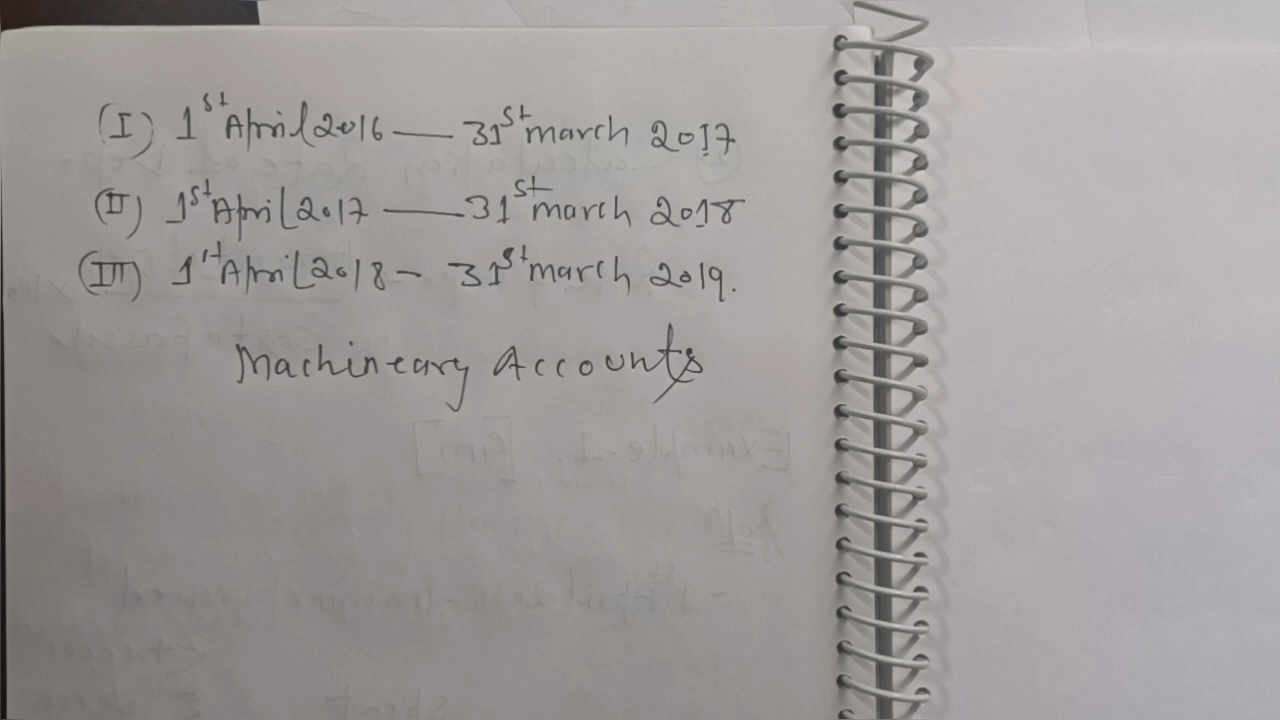 (I) 1st April 2016 — 31st march 2017
(II) 1st April 2017 — 31st march 2018
(III) 1st April 2018 - 31st march 2019.
Machineary Accounts